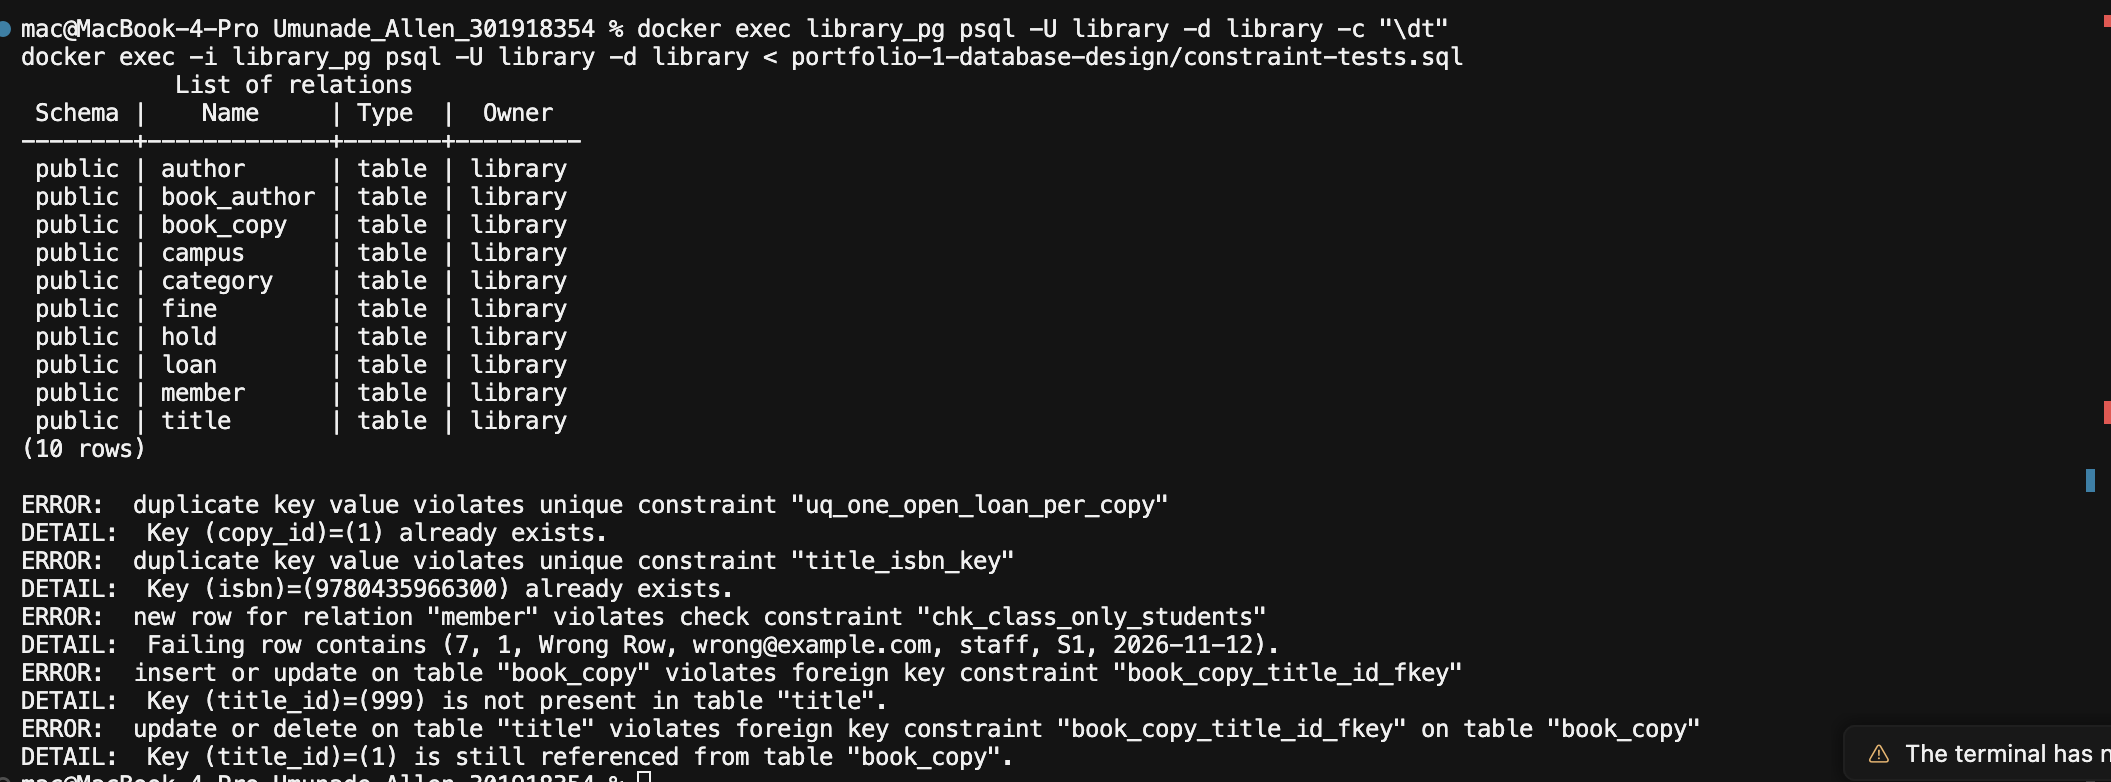 mac@MacBook-4-Pro Umunade_Allen_301918354 % docker exec library_pg psql -U library -d library -c "\dt"
docker exec -i library_pg psql -U library -d library < portfolio-1-database-design/constraint-tests.sql
           List of relations
 Schema |    Name     | Type  |  Owner
--------+-------------+-------+---------
 public | author      | table | library
 public | book_author | table | library
 public | book_copy   | table | library
 public | campus      | table | library
 public | category    | table | library
 public | fine        | table | library
 public | hold        | table | library
 public | loan        | table | library
 public | member      | table | library
 public | title       | table | library
(10 rows)

ERROR:  duplicate key value violates unique constraint "uq_one_open_loan_per_copy"
DETAIL:  Key (copy_id)=(1) already exists.
ERROR:  duplicate key value violates unique constraint "title_isbn_key"
DETAIL:  Key (isbn)=(9780435966300) already exists.
ERROR:  new row for relation "member" violates check constraint "chk_class_only_students"
DETAIL:  Failing row contains (7, 1, Wrong Row, wrong@example.com, staff, S1, 2026-11-12).
ERROR:  insert or update on table "book_copy" violates foreign key constraint "book_copy_title_id_fkey"
DETAIL:  Key (title_id)=(999) is not present in table "title".
ERROR:  update or delete on table "title" violates foreign key constraint "book_copy_title_id_fkey" on table "book_copy"
DETAIL:  Key (title_id)=(1) is still referenced from table "book_copy".
The terminal has n
mac@MacBook-4-Pro Umunade_Allen_301918354 %